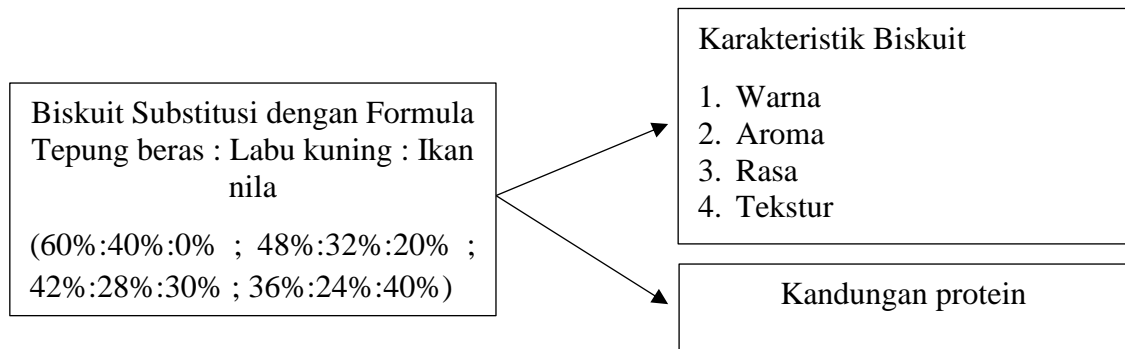 Biskuit Substitusi dengan Formula
Tepung beras : Labu kuning : Ikan
nila
(60%:40%:0% ; 48%:32%:20% ;
42%:28%:30% ; 36%:24%:40%)
Karakteristik Biskuit
1. Warna
2. Aroma
3. Rasa
4. Tekstur
Kandungan protein